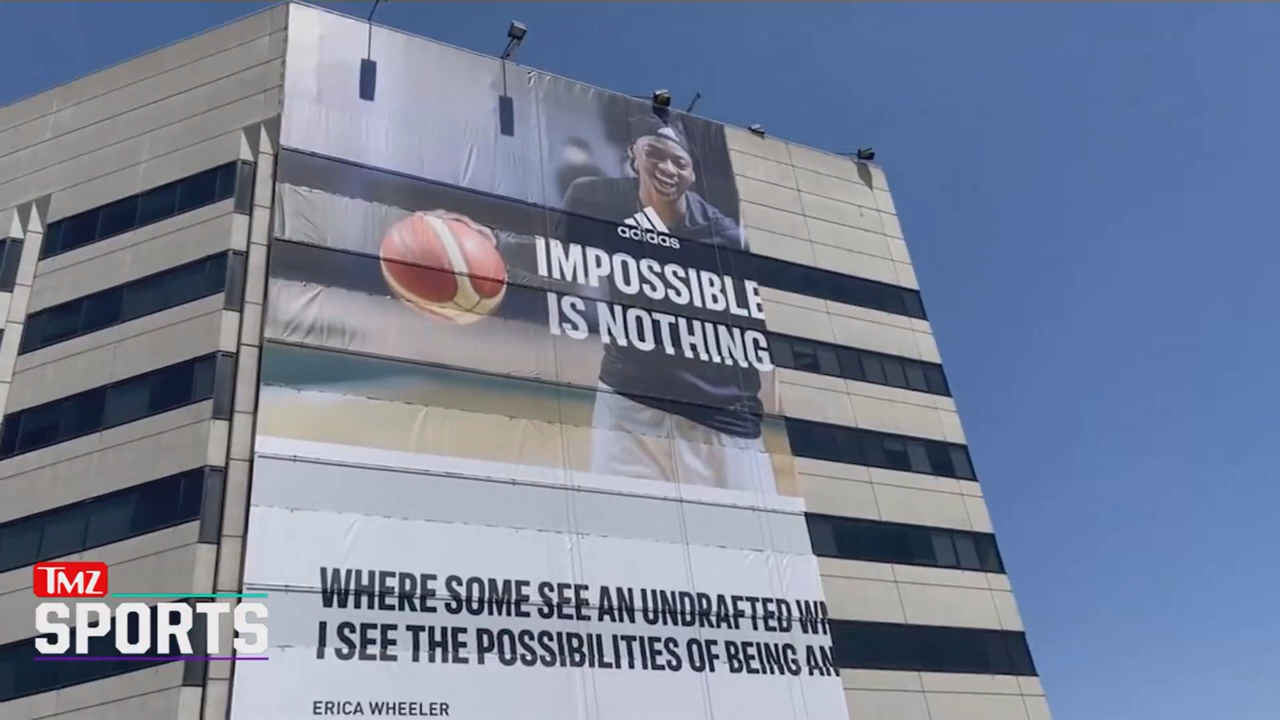 adidas
IMPOSSIBLE
IS NOTHING
WHERE SOME SEE AN UNDRAFTED
I SEE THE POSSIBILITIES OF BEING AN
ERICA WHEELER
TMZ
SPORTS